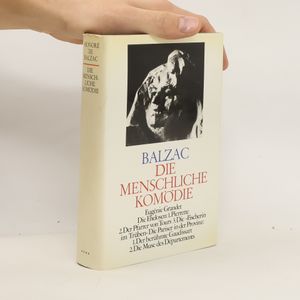 HONORÉ
DE
BALZAC
DIE
MENSCH-
LICHE
KOMÖDIE
BALZAC
DIE
MENSCHLICHE
KOMÖDIE
Eugénie Grandet
Die Ehelosen: 1. Pierrette
2. Der Pfarrer von Tours · 3. Die Fischerin
im Trüben · Die Pariser in der Provinz:
1. Der berühmte Gaudissart
2. Die Muse des Départements